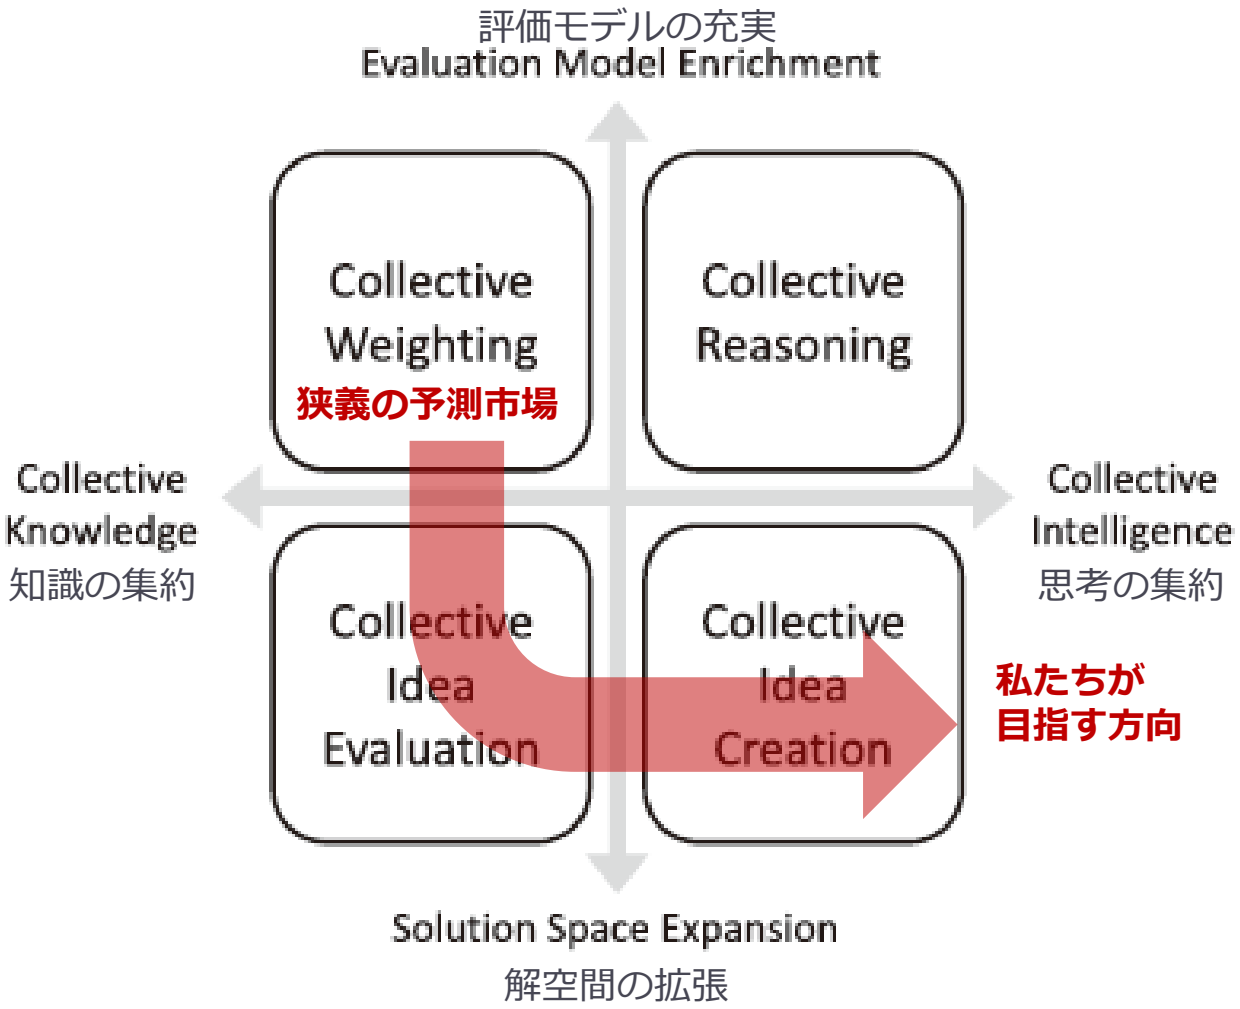 評価モデルの充実
Evaluation Model Enrichment
Collective
Weighting
狭義の予測市場
Collective
Reasoning
Collective
Knowledge
知識の集約
Collective
Intelligence
思考の集約
Collective
Idea
Evaluation
Collective
Idea
Creation
私たちが
目指す方向
Solution Space Expansion
解空間の拡張